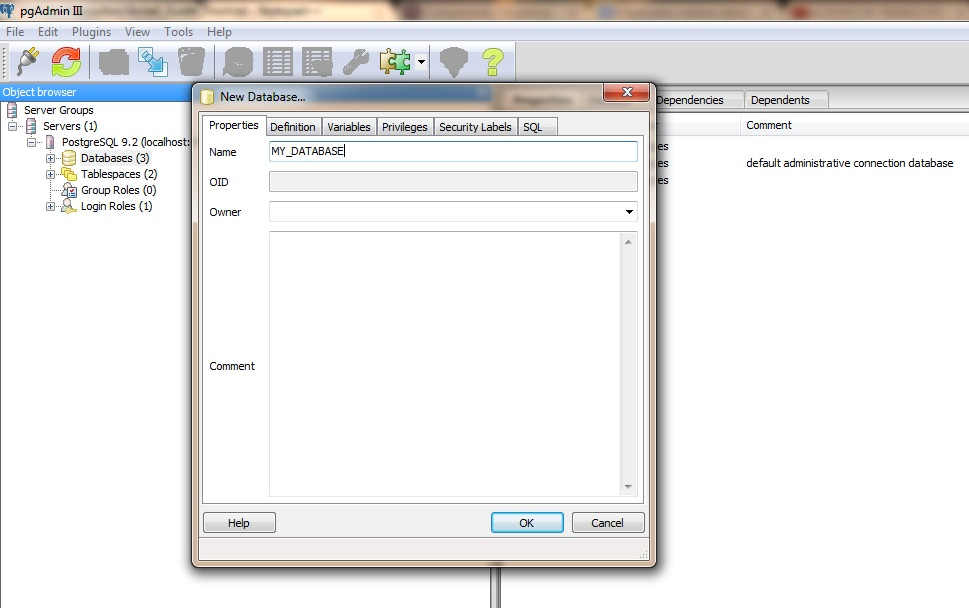 pgAdmin III
File Edit Plugins View Tools Help
Object browser
Server Groups
Servers (1)
PostgreSQL 9.2 (localhost:
Databases (3)
Tablespaces (2)
Group Roles (0)
Login Roles (1)
New Database...
Properties Definition Variables Privileges Security Labels SQL
Name MY_DATABASE
OID
Owner
Comment
Help OK Cancel
Dependencies Dependents
Comment
es
es default administrative connection database
es